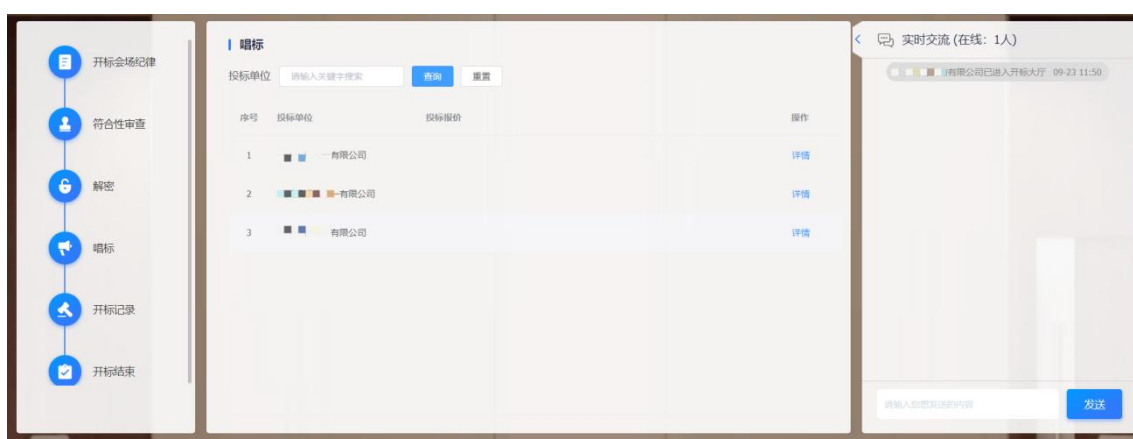 开标会场纪律
符合性审查
解密
唱标
开标记录
开标结束
唱标
投标单位 请输入关键字搜索 查询 重置
序号 投标单位 投标报价 操作
1 有限公司 详情
2 有限公司 详情
3 有限公司 详情
实时交流 (在线: 1人)
有限公司已进入开标大厅 09-23 11:50
请输入您想发送的内容 发送